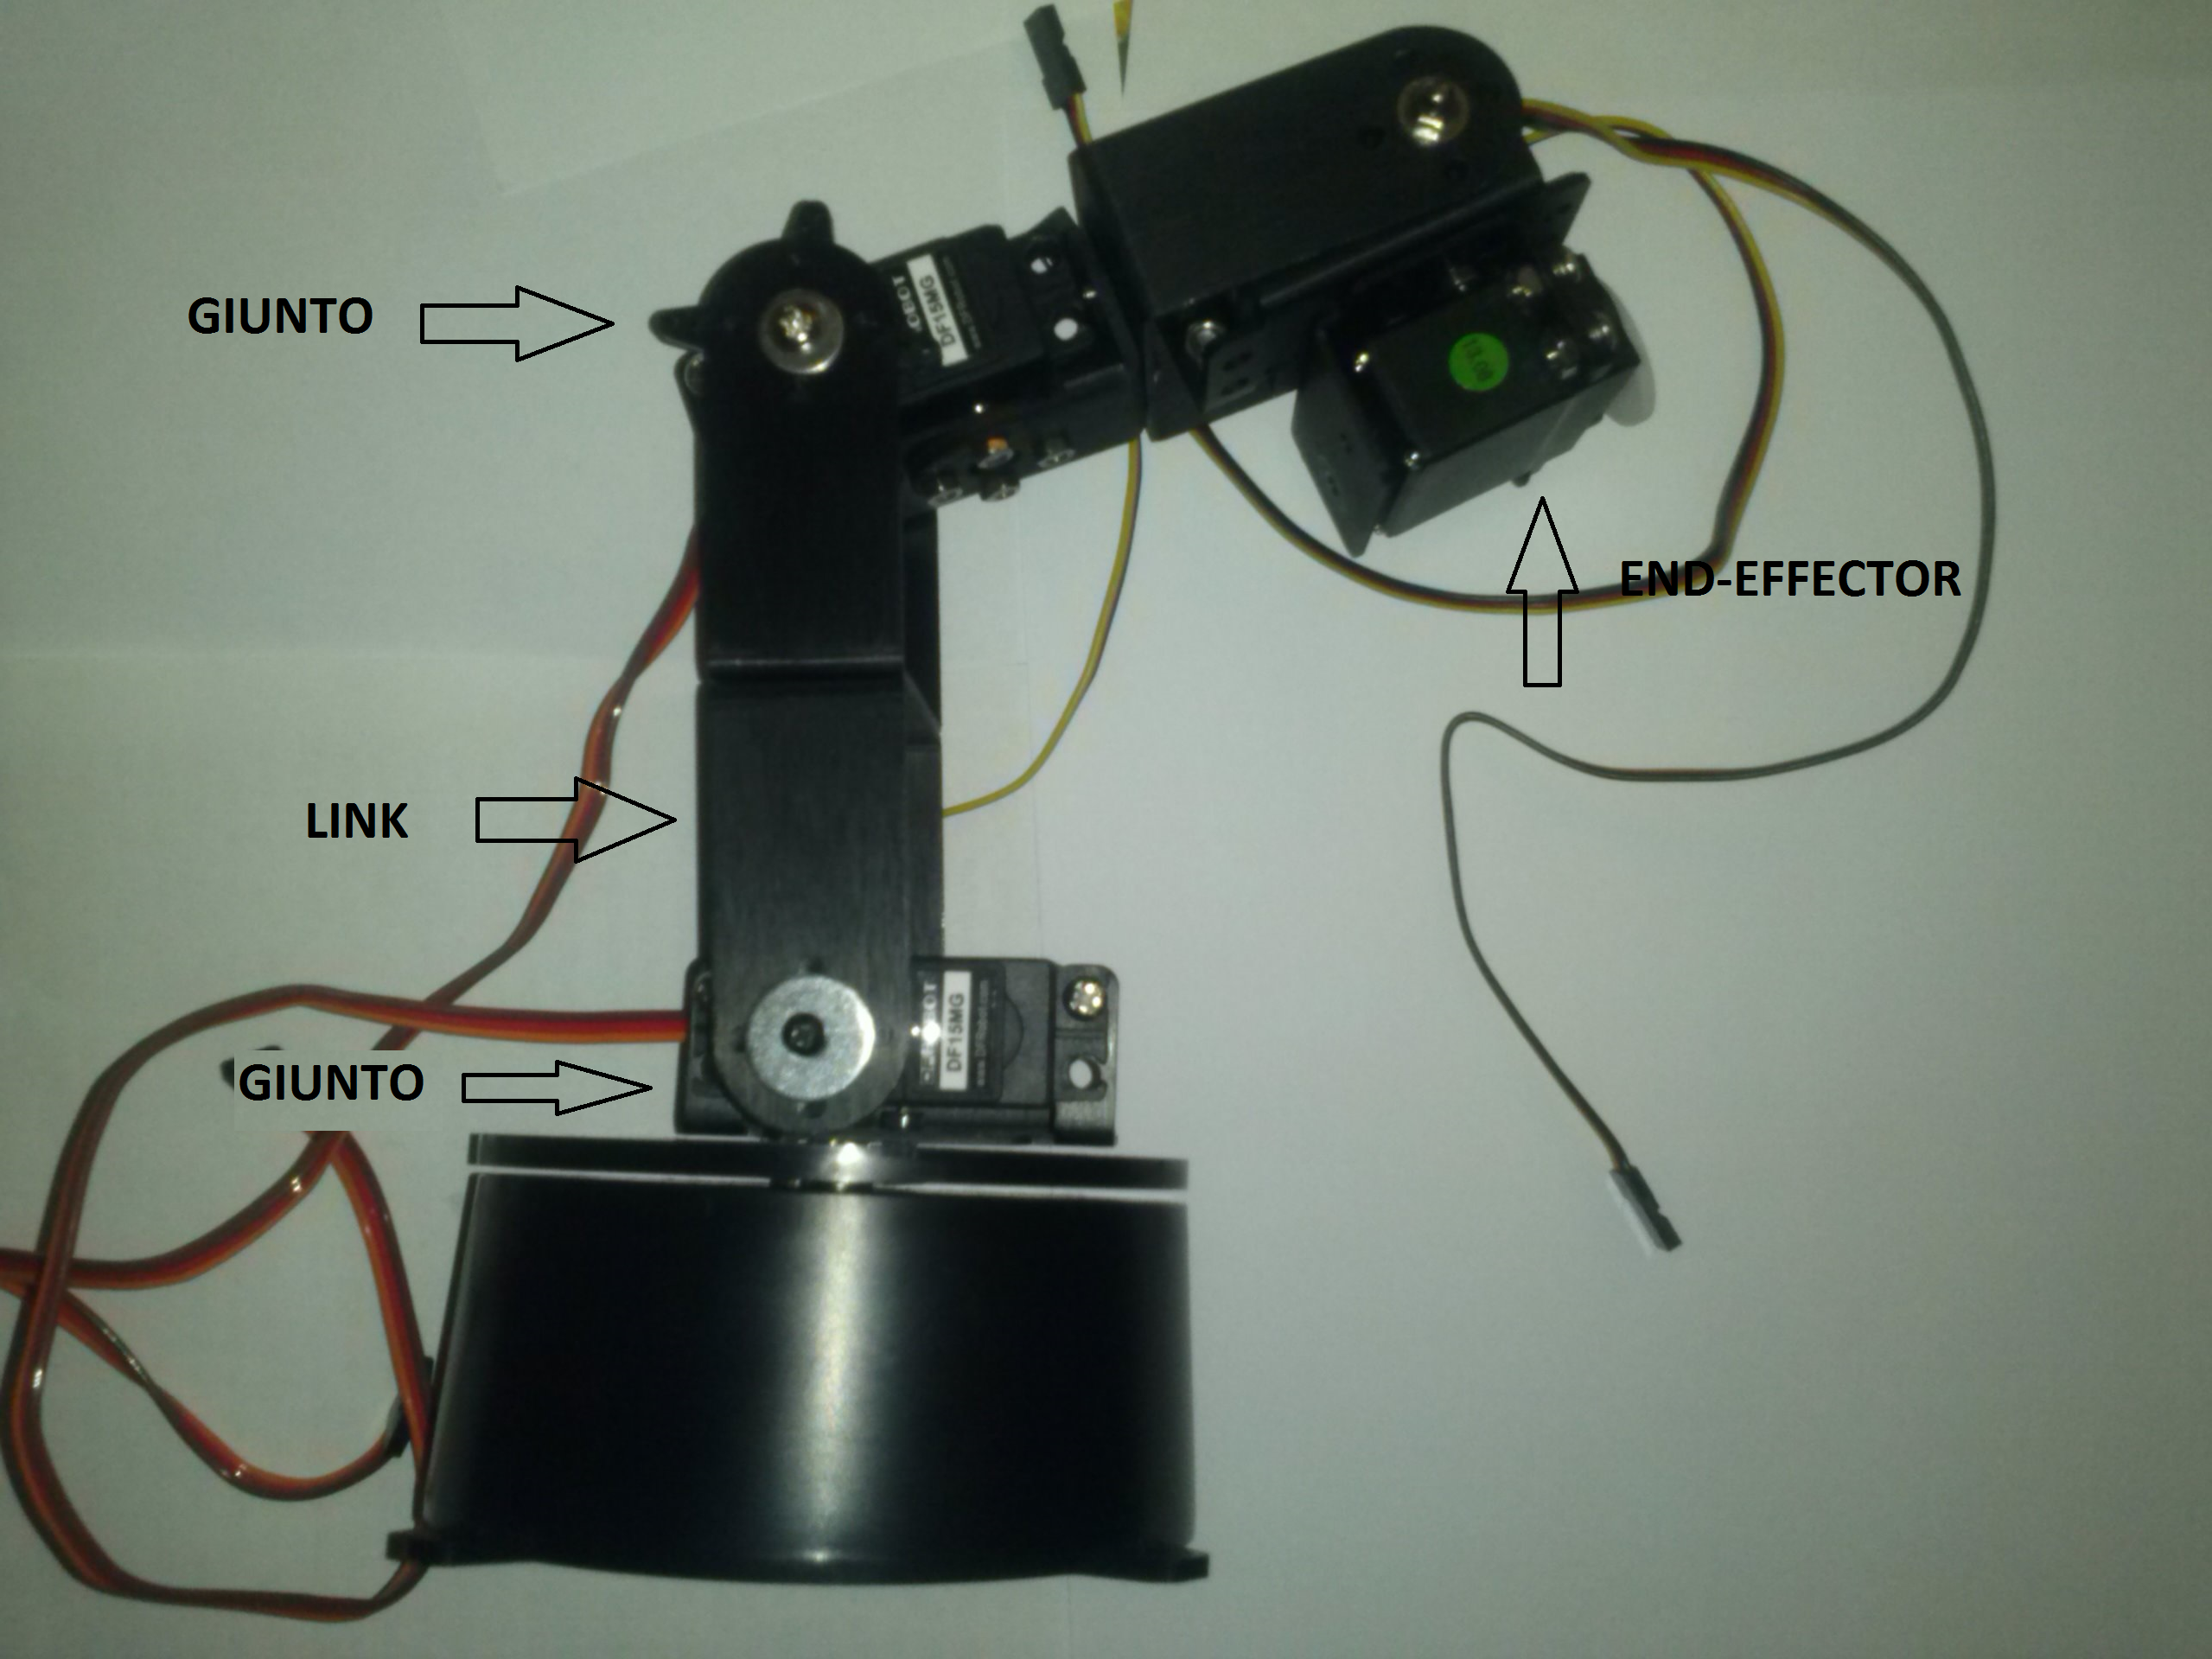 GIUNTO
DF15MG
END-EFFECTOR
LINK
DF15MG
GIUNTO